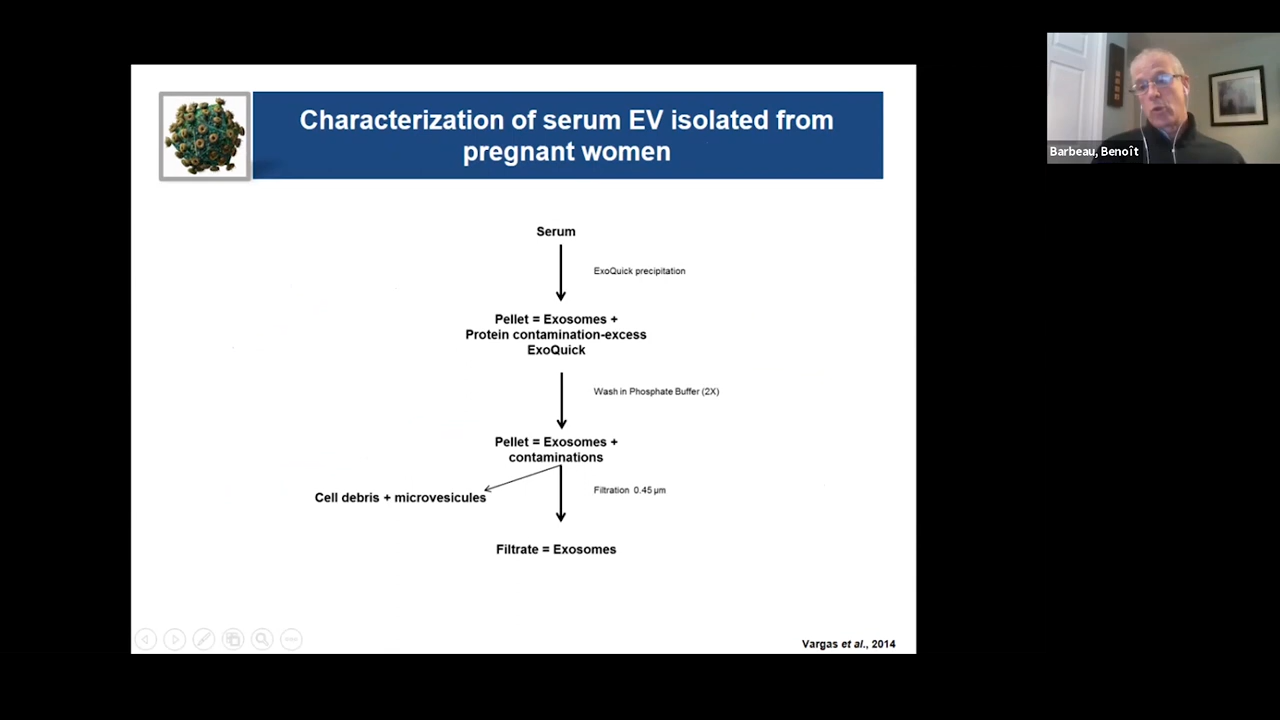 Characterization of serum EV isolated from
pregnant women
Barbeau, Benoît
Serum
ExoQuick precipitation
Pellet = Exosomes +
Protein contamination-excess
ExoQuick
Wash in Phosphate Buffer (2X)
Pellet = Exosomes +
contaminations
Filtration 0.45 µm
Cell debris + microvesicules
Filtrate = Exosomes
Vargas et al., 2014